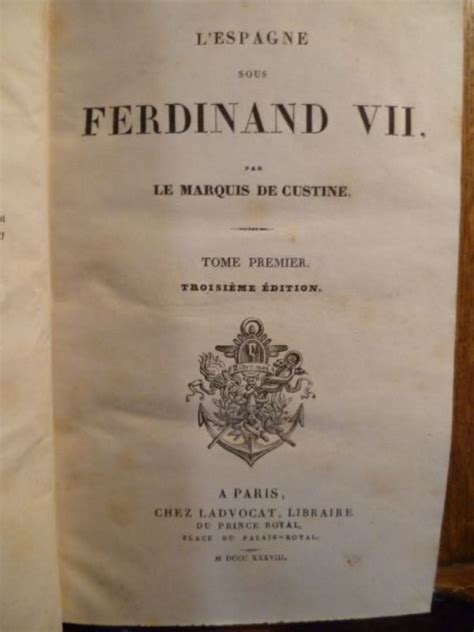 L'ESPAGNE
SOUS
FERDINAND VII,
PAR
LE MARQUIS DE CUSTINE.
TOME PREMIER.
TROISIÈME ÉDITION.
A PARIS,
CHEZ LADVOCAT, LIBRAIRE
DU PRINCE ROYAL,
PLACE DU PALAIS-ROYAL.
M DCCC XXXVIII.